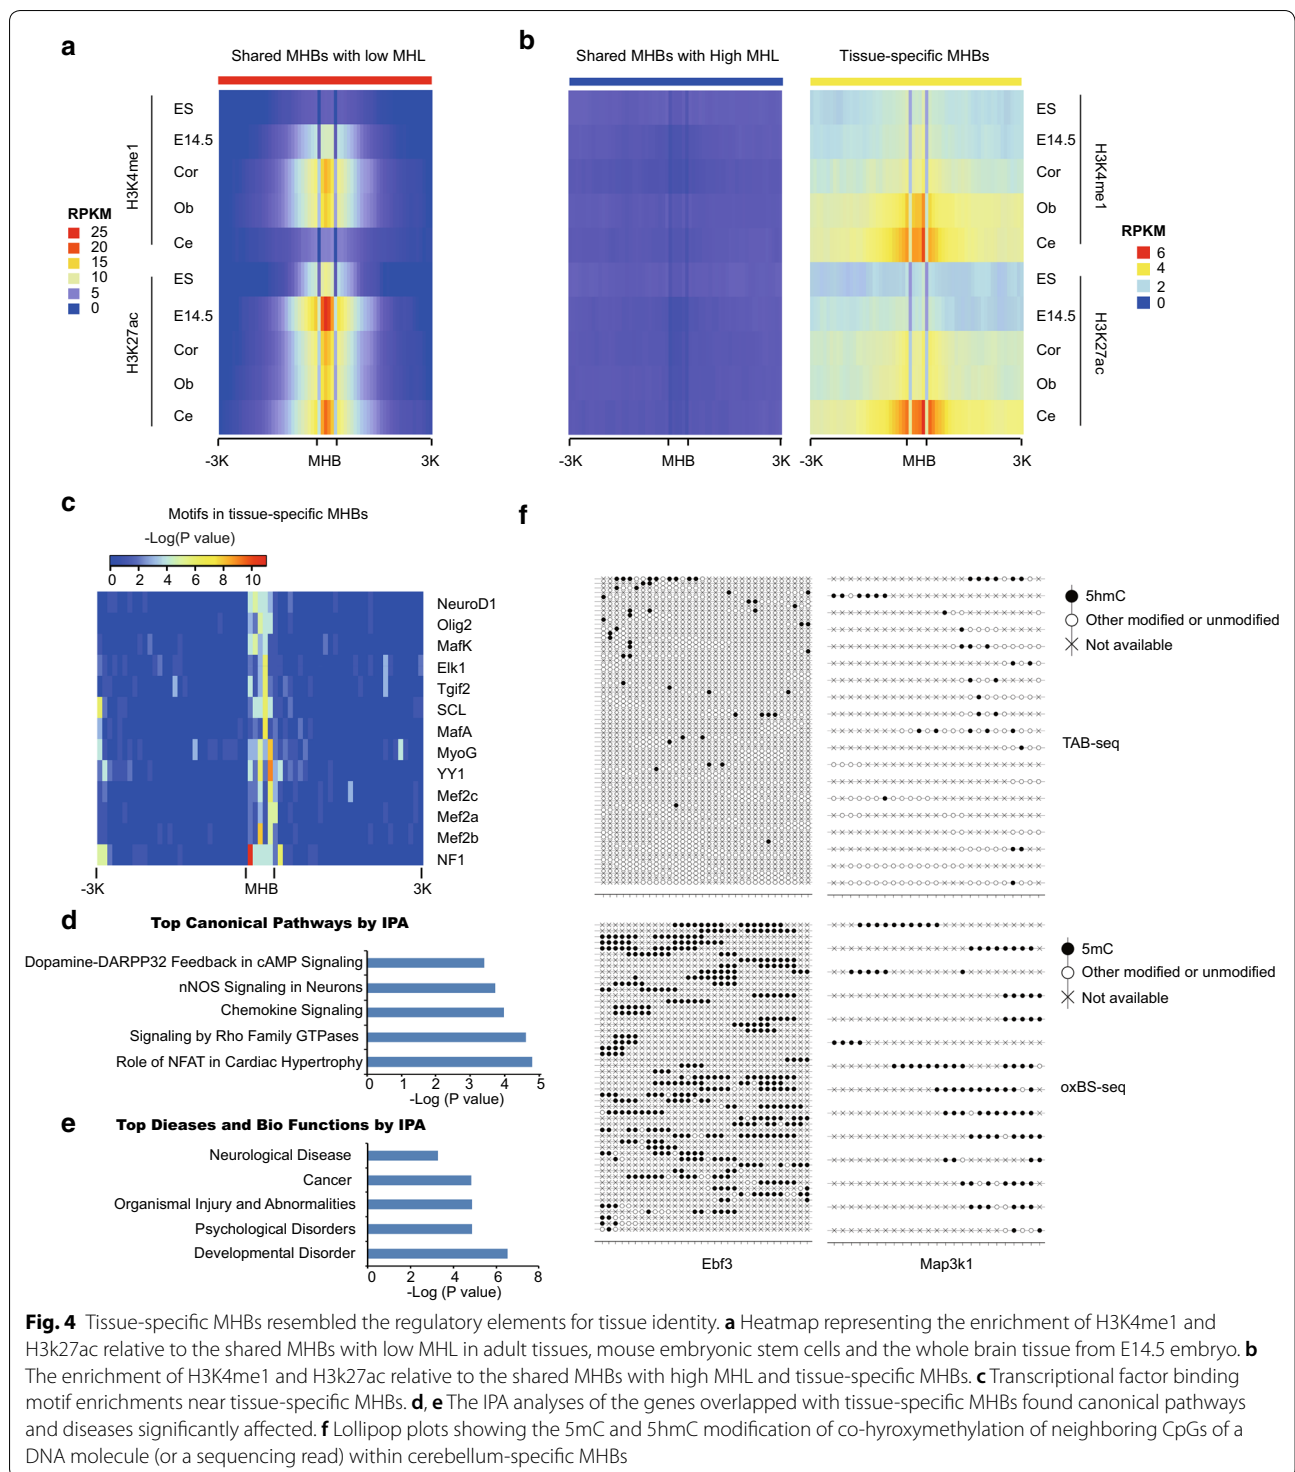 a
Shared MHBs with low MHL
H3K4me1
H3K27ac
ES
E14.5
Cor
Ob
Ce
ES
E14.5
Cor
Ob
Ce
RPKM
25
20
15
10
5
0
-3K MHB 3K
b
Shared MHBs with High MHL Tissue-specific MHBs
ES
E14.5
Cor
Ob
Ce
ES
E14.5
Cor
Ob
Ce
H3K4me1
H3K27ac
RPKM
6
4
2
0
-3K MHB 3K -3K MHB 3K
c
Motifs in tissue-specific MHBs
-Log(P value)
0 2 4 6 8 10
NeuroD1
Olig2
MafK
Elk1
Tgif2
SCL
MafA
MyoG
YY1
Mef2c
Mef2a
Mef2b
NF1
-3K MHB 3K
d
Top Canonical Pathways by IPA
Dopamine-DARPP32 Feedback in cAMP Signaling
nNOS Signaling in Neurons
Chemokine Signaling
Signaling by Rho Family GTPases
Role of NFAT in Cardiac Hypertrophy
0 1 2 3 4 5
-Log (P value)
e
Top Diseases and Bio Functions by IPA
Neurological Disease
Cancer
Organismal Injury and Abnormalities
Psychological Disorders
Developmental Disorder
0 2 4 6 8
-Log (P value)
f
5hmC
Other modified or unmodified
Not available
TAB-seq
5mC
Other modified or unmodified
Not available
oxBS-seq
Ebf3 Map3k1
Fig. 4 Tissue-specific MHBs resembled the regulatory elements for tissue identity. a Heatmap representing the enrichment of H3K4me1 and
H3k27ac relative to the shared MHBs with low MHL in adult tissues, mouse embryonic stem cells and the whole brain tissue from E14.5 embryo. b
The enrichment of H3K4me1 and H3k27ac relative to the shared MHBs with high MHL and tissue-specific MHBs. c Transcriptional factor binding
motif enrichments near tissue-specific MHBs. d, e The IPA analyses of the genes overlapped with tissue-specific MHBs found canonical pathways
and diseases significantly affected. f Lollipop plots showing the 5mC and 5hmC modification of co-hyroxymethylation of neighboring CpGs of a
DNA molecule (or a sequencing read) within cerebellum-specific MHBs